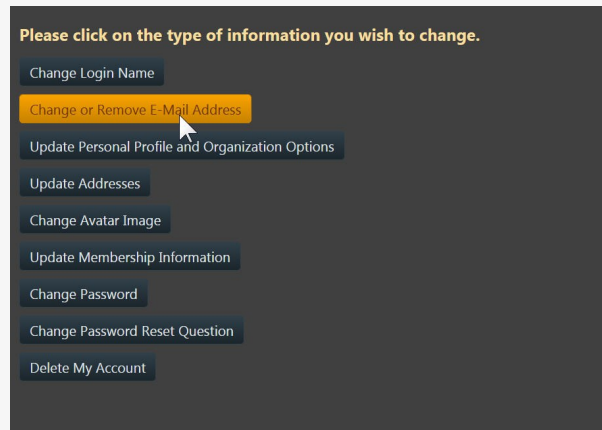 Please click on the type of information you wish to change.
Change Login Name
Change or Remove E-Mail Address
Update Personal Profile and Organization Options
Update Addresses
Change Avatar Image
Update Membership Information
Change Password
Change Password Reset Question
Delete My Account